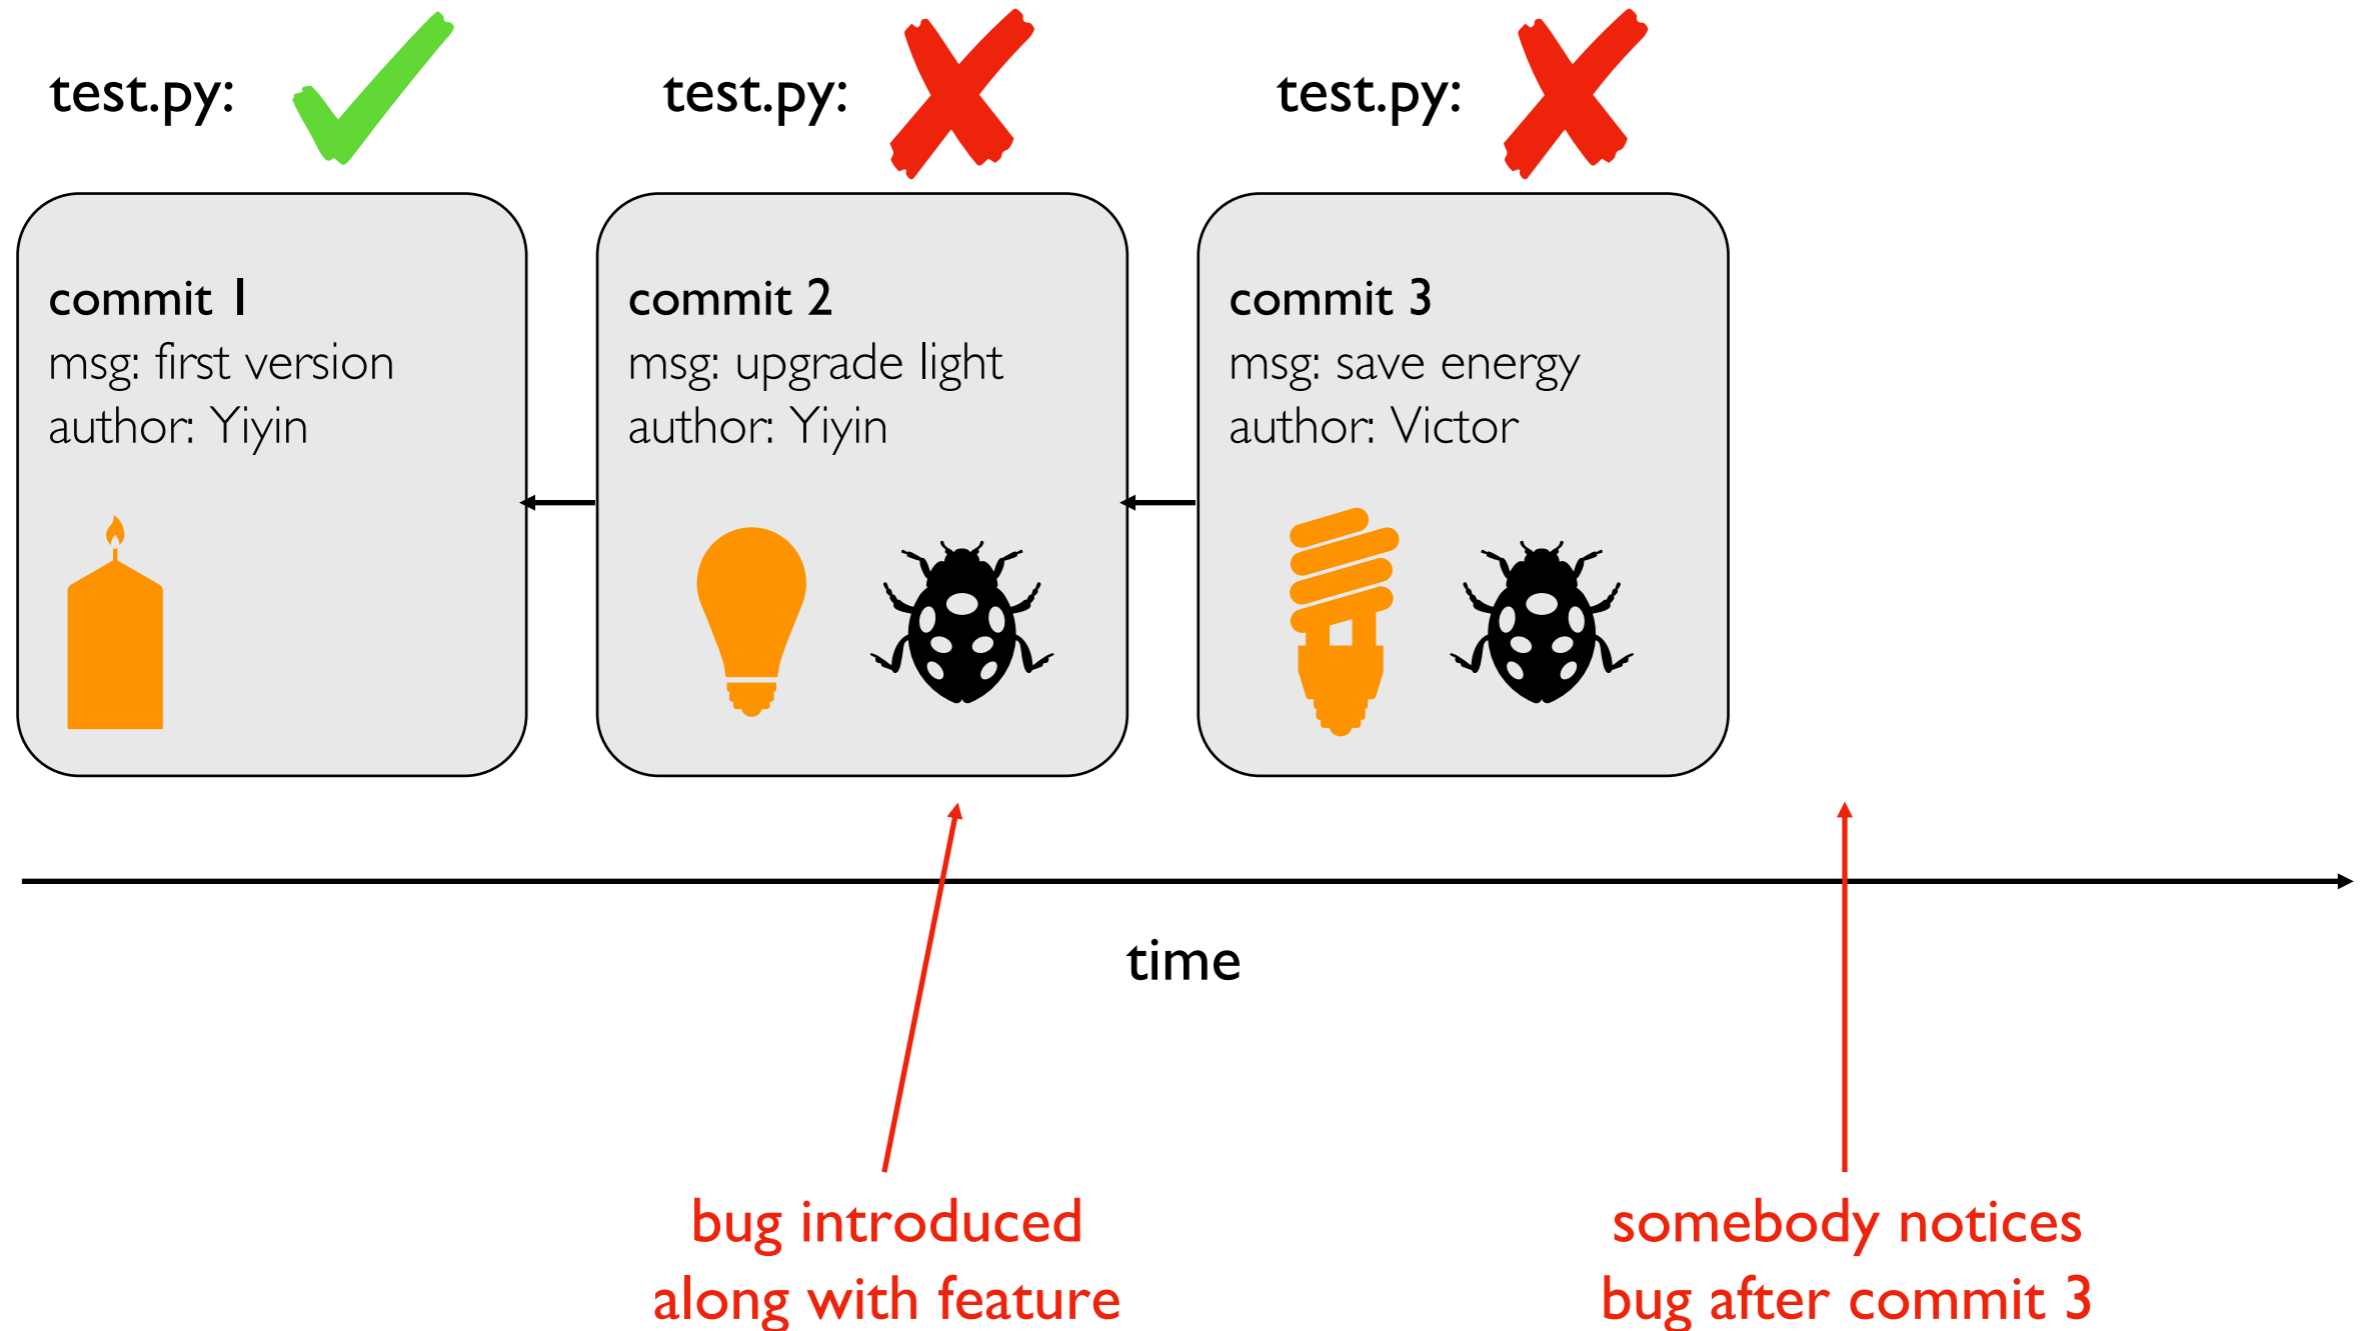 test.py:
test.py:
test.py:
commit 1
msg: first version
author: Yiyin
commit 2
msg: upgrade light
author: Yiyin
commit 3
msg: save energy
author: Victor
time
bug introduced
along with feature
somebody notices
bug after commit 3